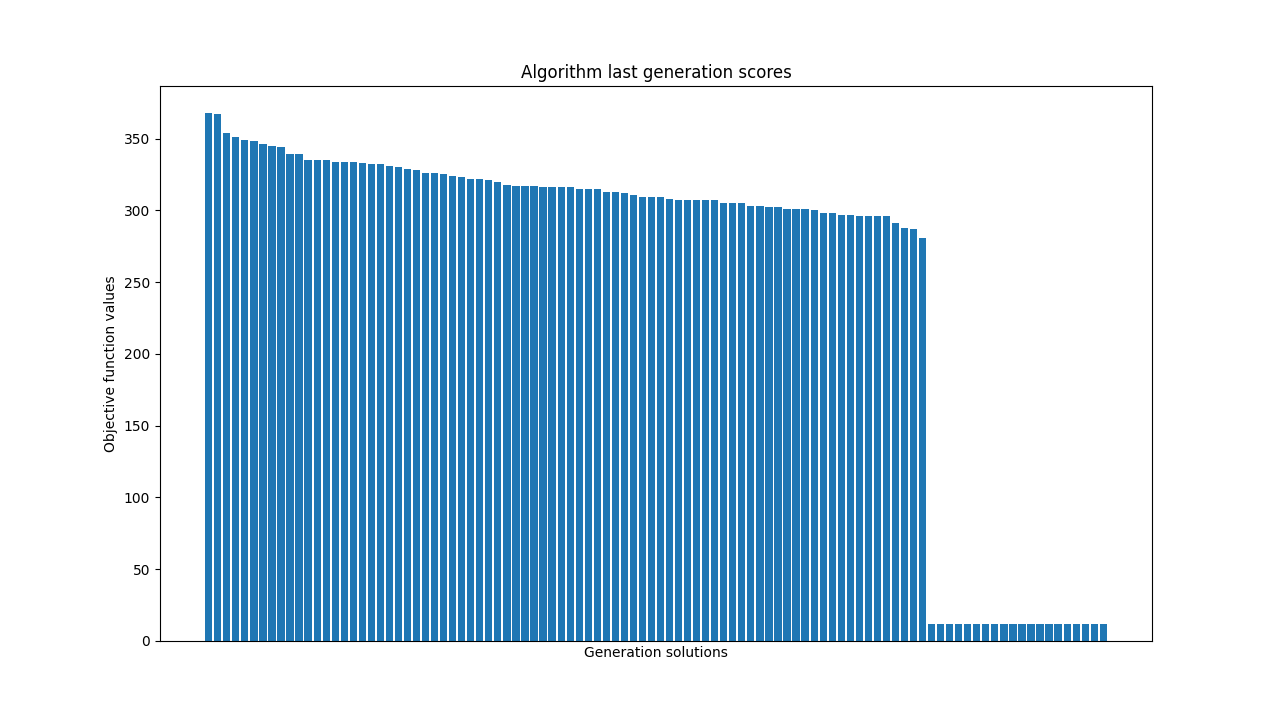 Algorithm last generation scores
350
300
250
200
150
100
50
0
Objective function values
Generation solutions